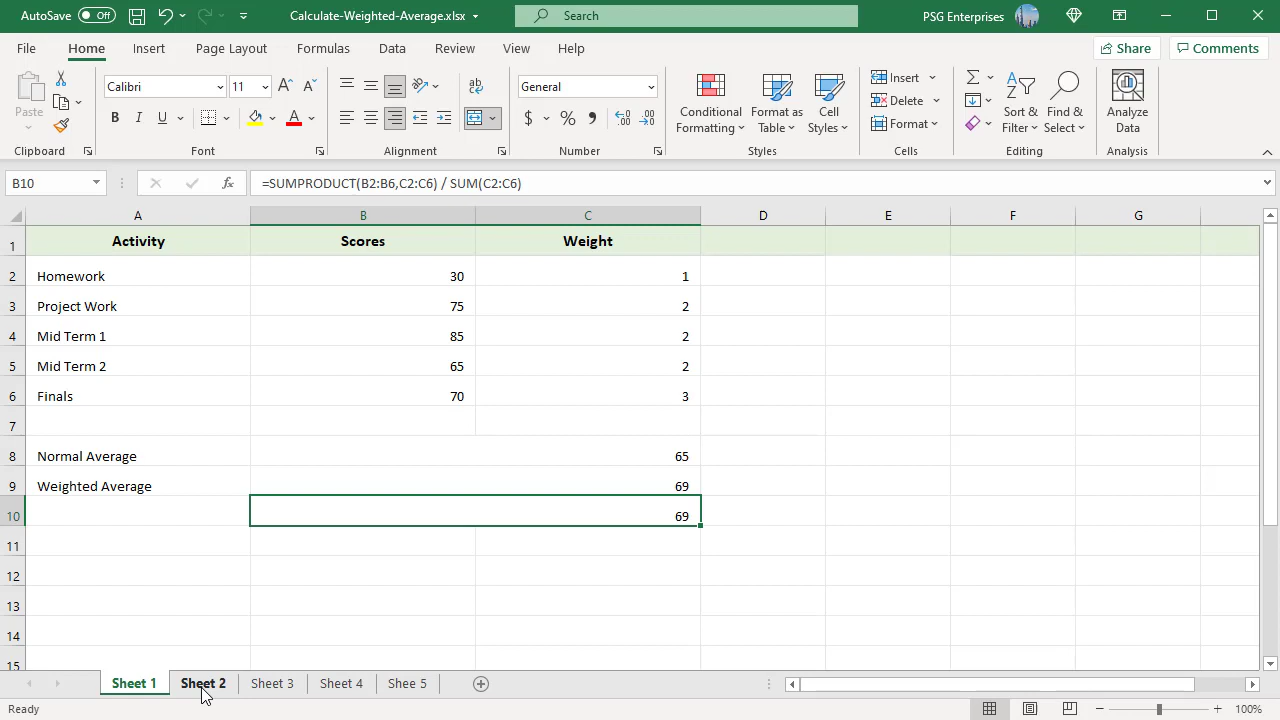 AutoSave Off Calculate-Weighted-Average.xlsx Search PSG Enterprises
File Home Insert Page Layout Formulas Data Review View Help Share Comments
Paste
Clipboard
Calibri 11
B I U A
Font
ab
Alignment
General
$ % ,
Number
Conditional Formatting
Format as Table
Cell Styles
Styles
Insert
Delete
Format
Cells
Sort & Filter
Find & Select
Editing
Analyze Data
Analysis
B10 fx =SUMPRODUCT(B2:B6,C2:C6) / SUM(C2:C6)
A B C D E F G
1 Activity Scores Weight
2 Homework 30 1
3 Project Work 75 2
4 Mid Term 1 85 2
5 Mid Term 2 65 2
6 Finals 70 3
7
8 Normal Average 65
9 Weighted Average 69
10 69
11
12
13
14
15
Sheet 1 Sheet 2 Sheet 3 Sheet 4 Shee 5
Ready 100%